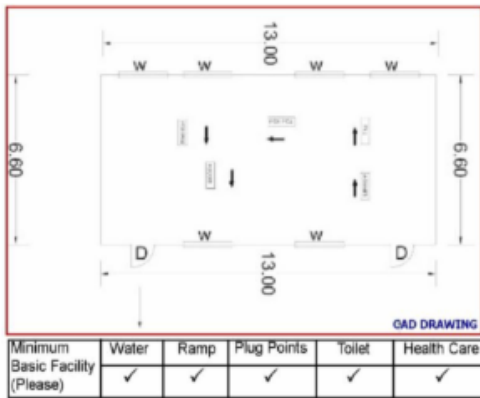 13.00
W W W W
6.60
6.60
W W
D
D
13.00
CAD DRAWING
Minimum Basic Facility (Please)
Water
Ramp
Plug Points
Toilet
Health Care
✓ ✓ ✓ ✓ ✓